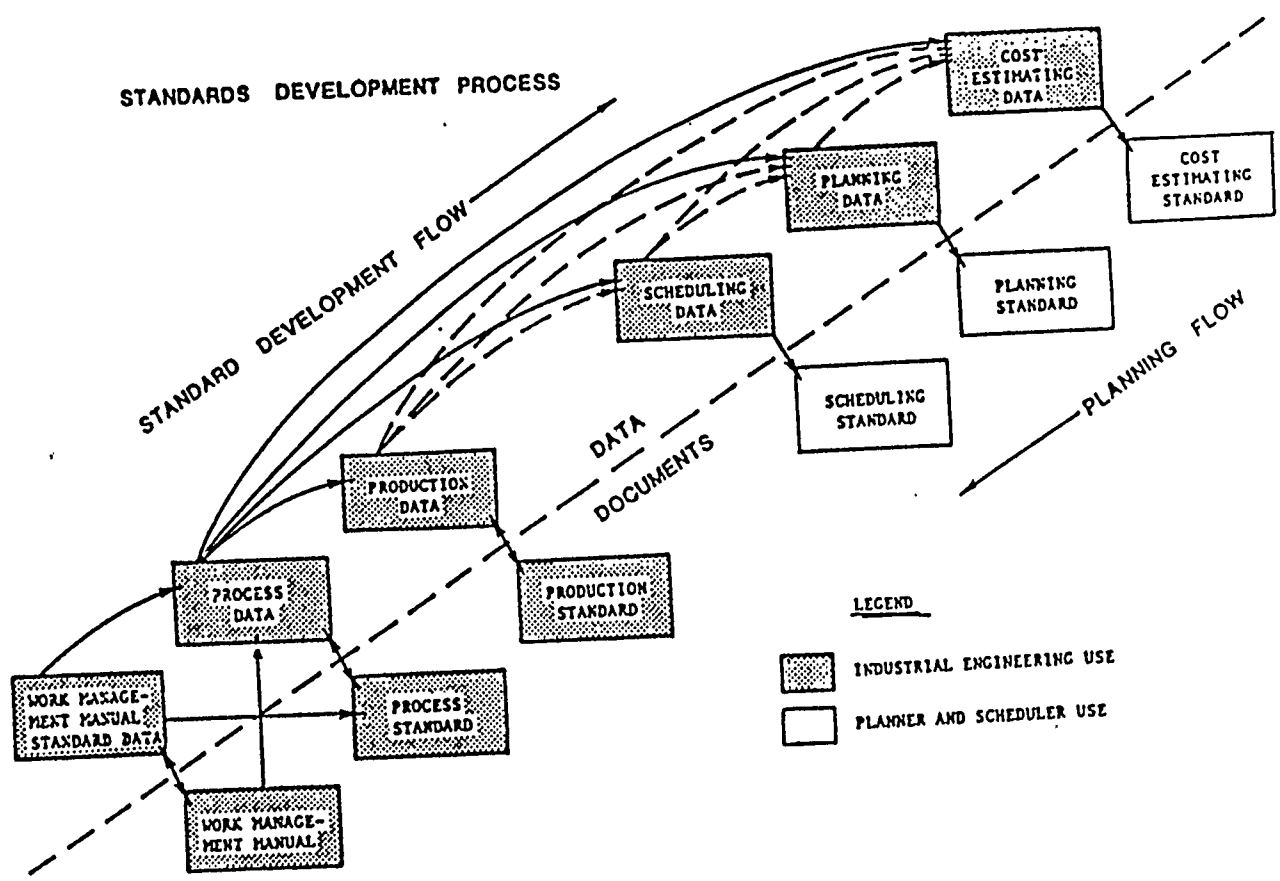 STANDARDS DEVELOPMENT PROCESS
COST
ESTIMATING
DATA
COST
ESTIMATING
STANDARD
PLANNING
DATA
PLANNING
STANDARD
STANDARD DEVELOPMENT FLOW
SCHEDULING
DATA
SCHEDULING
STANDARD
PLANNING FLOW
DATA
DOCUMENTS
PRODUCTION
DATA
PRODUCTION
STANDARD
PROCESS
DATA
PROCESS
STANDARD
WORK MANAGE-
MENT MANUAL
STANDARD DATA
WORK MANAGE-
MENT MANUAL
LEGEND
INDUSTRIAL ENGINEERING USE
PLANNER AND SCHEDULER USE